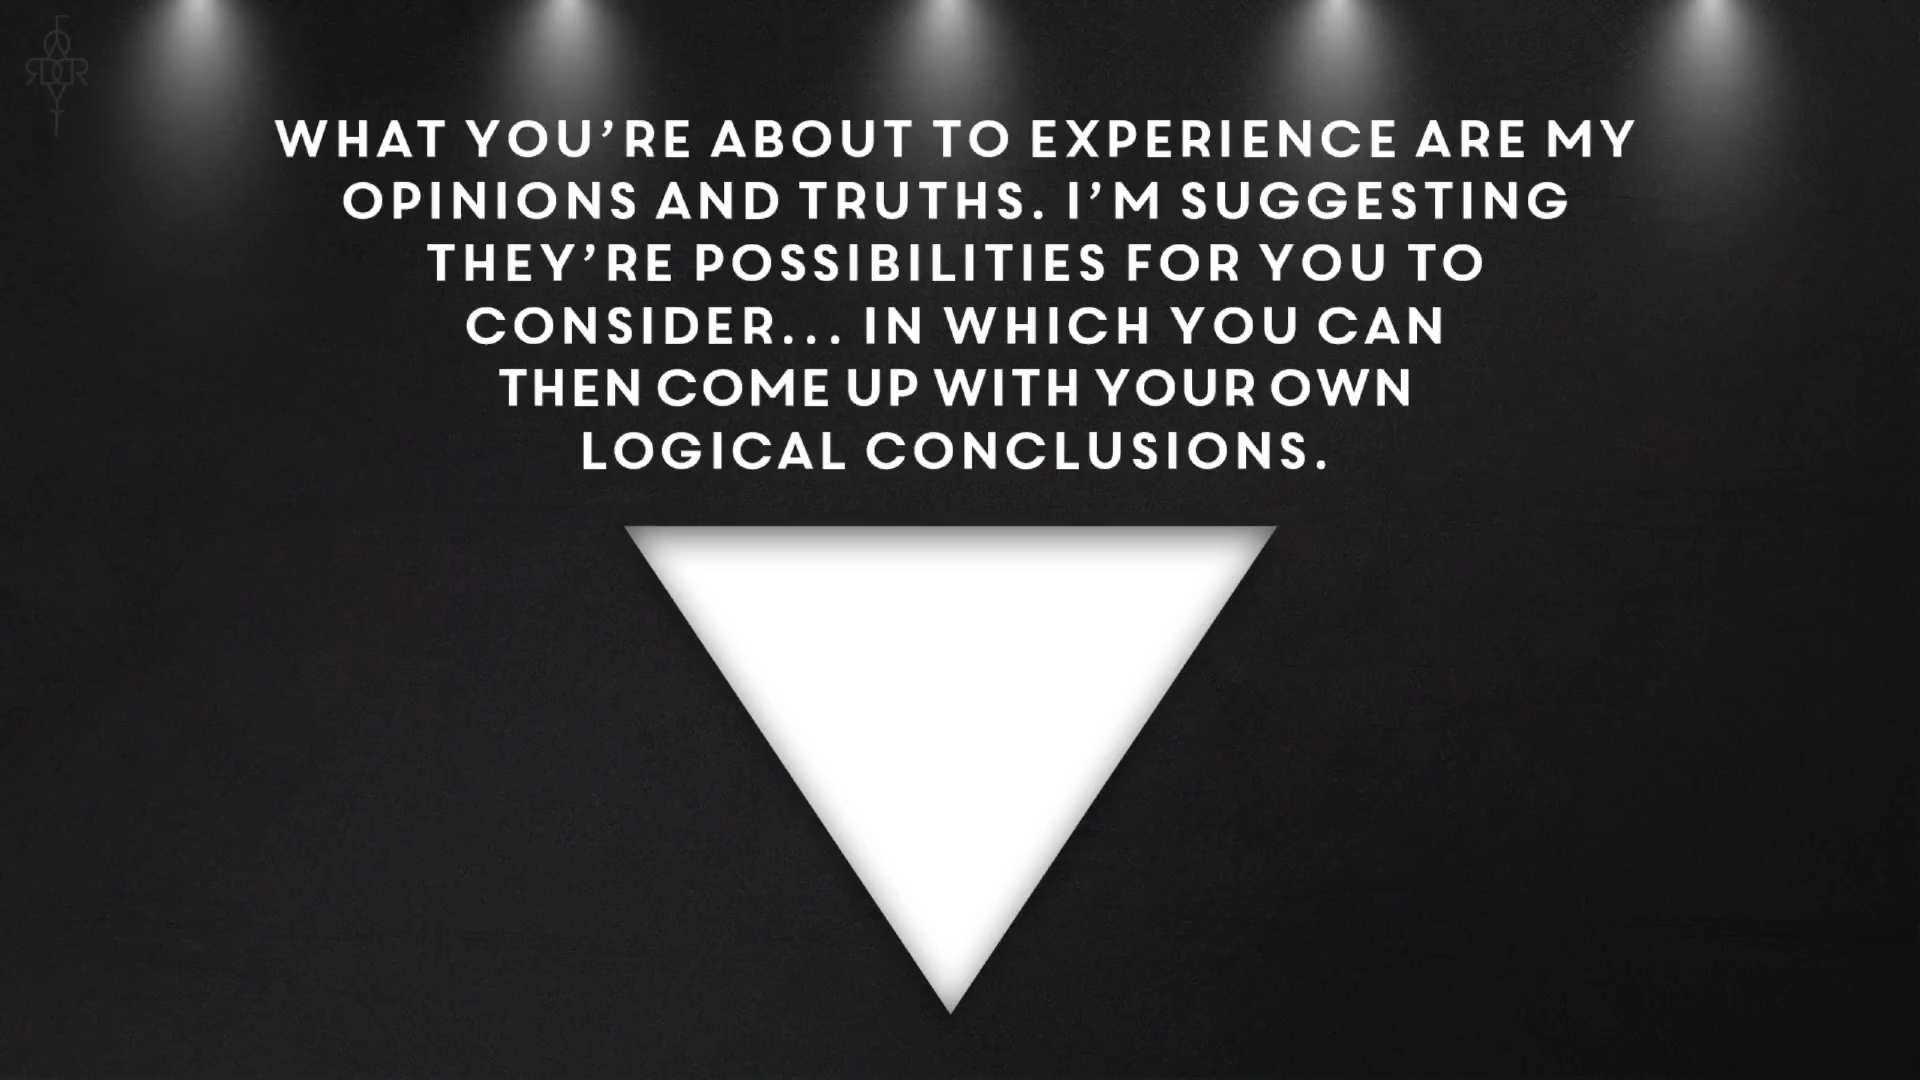 WHAT YOU’RE ABOUT TO EXPERIENCE ARE MY
OPINIONS AND TRUTHS. I’M SUGGESTING
THEY’RE POSSIBILITIES FOR YOU TO
CONSIDER... IN WHICH YOU CAN
THEN COME UP WITH YOUR OWN
LOGICAL CONCLUSIONS.